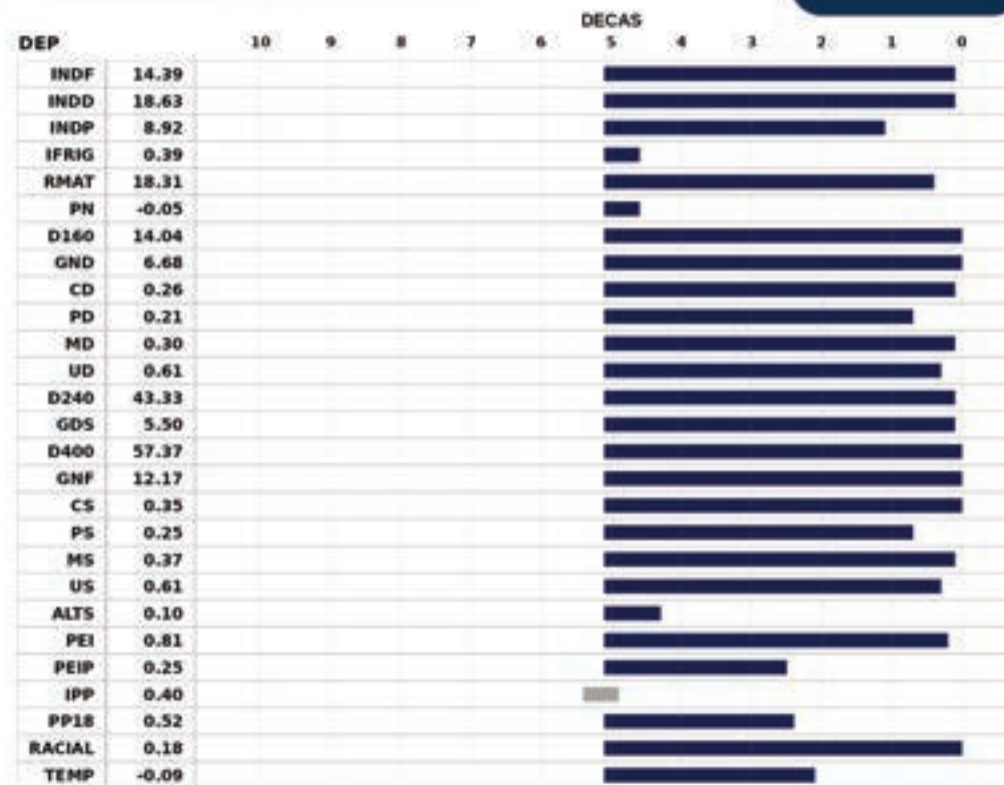 DECAS
DEP 10 9 8 7 6 5 4 3 2 1 0
INDF 14.39
INDD 18.63
INDP 8.92
IFRIG 0.39
RMAT 18.31
PN -0.05
D160 14.04
GND 6.68
CD 0.26
PD 0.21
MD 0.30
UD 0.61
D240 43.33
GDS 5.50
D400 57.37
GNF 12.17
CS 0.35
PS 0.25
MS 0.37
US 0.61
ALTS 0.10
PEI 0.81
PEIP 0.25
IPP 0.40
PP18 0.52
RACIAL 0.18
TEMP -0.09